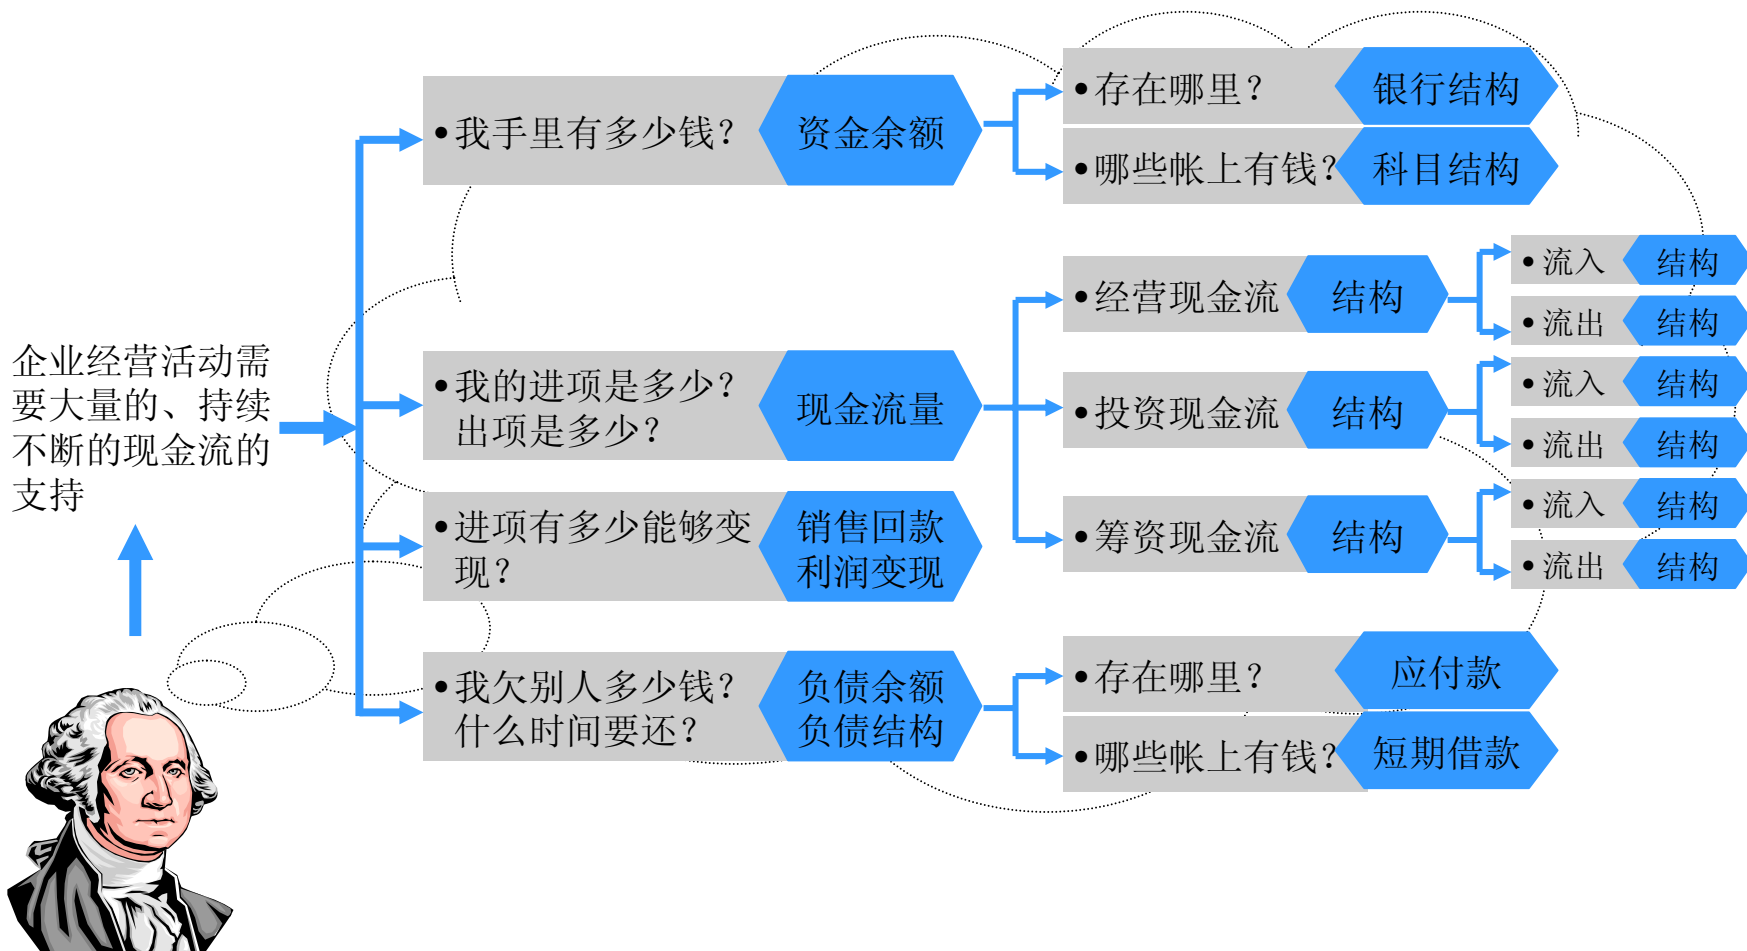 企业经营活动需
要大量的、持续
不断的现金流的
支持
•我手里有多少钱？
资金余额
•存在哪里？
银行结构
•哪些帐上有钱？
科目结构
•我的进项是多少？
出项是多少？
现金流量
•经营现金流
结构
•流入
结构
•流出
结构
•投资现金流
结构
•流入
结构
•流出
结构
•筹资现金流
结构
•流入
结构
•流出
结构
•进项有多少能够变
现？
销售回款
利润变现
•我欠别人多少钱？
什么时间要还？
负债余额
负债结构
•存在哪里？
应付款
•哪些帐上有钱？
短期借款